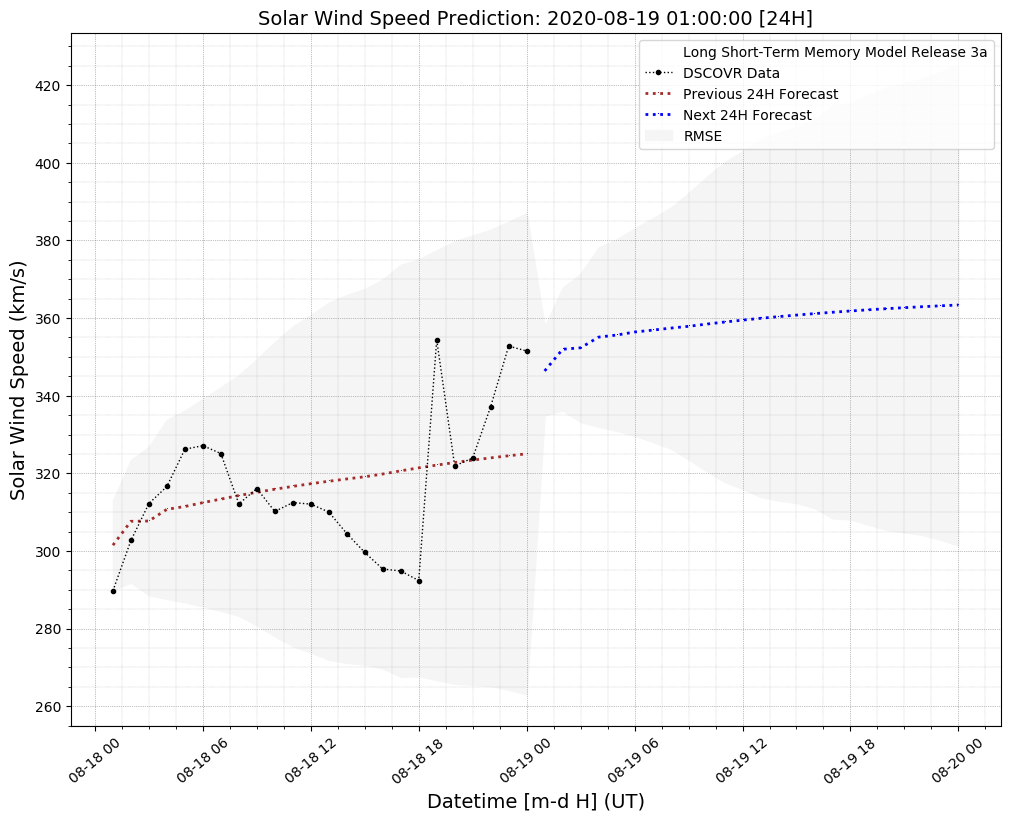 Solar Wind Speed Prediction: 2020-08-19 01:00:00 [24H]
Long Short-Term Memory Model Release 3a
DSCOVR Data
Previous 24H Forecast
Next 24H Forecast
RMSE
Solar Wind Speed (km/s)
420
400
380
360
340
320
300
280
260
08-18 00
08-18 06
08-18 12
08-18 18
08-19 00
08-19 06
08-19 12
08-19 18
08-20 00
Datetime [m-d H] (UT)